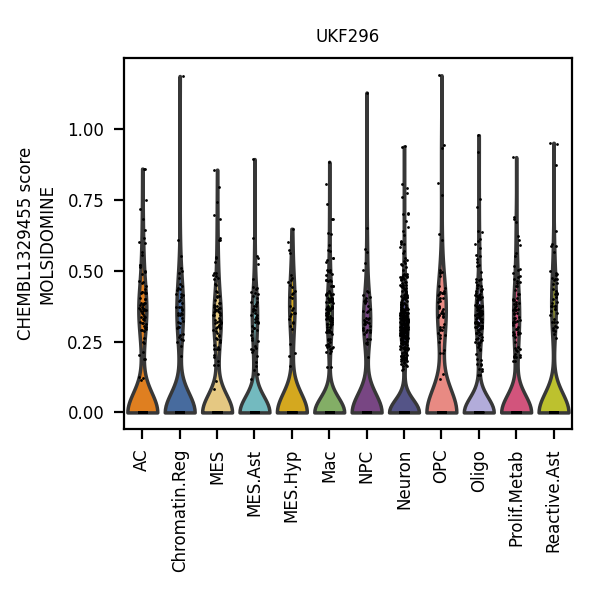 UKF296
CHEMBL1329455 score
MOLSIDOMINE
1.00
0.75
0.50
0.25
0.00
AC
Chromatin.Reg
MES
MES.Ast
MES.Hyp
Mac
NPC
Neuron
OPC
Oligo
Prolif.Metab
Reactive.Ast